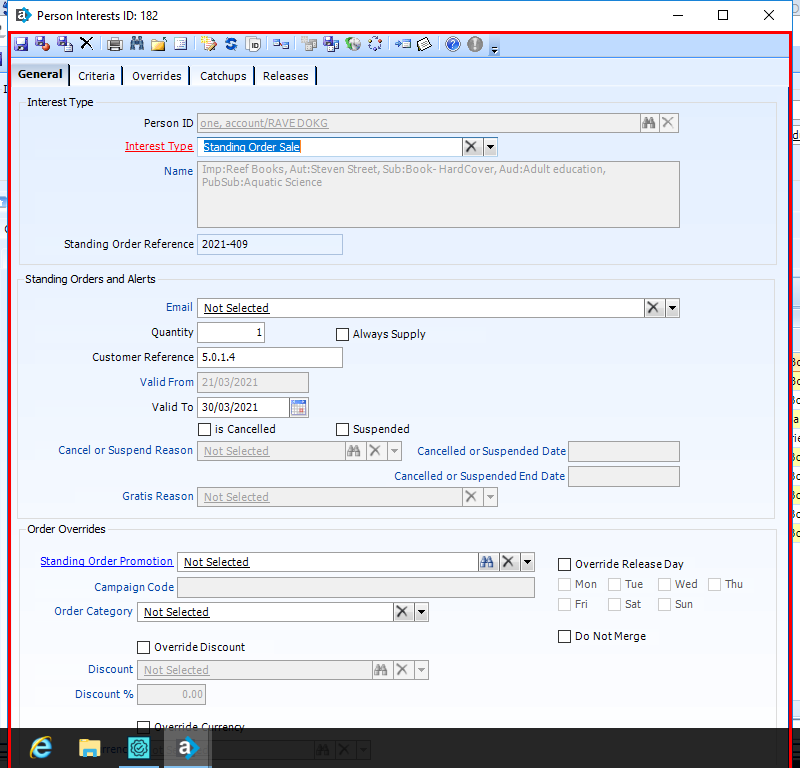 Person Interests ID: 182
General Criteria Overrides Catchups Releases
Interest Type
Person ID one, account/RAVE DOKG
Interest Type Standing Order Sale
Name Imp:Reef Books, Aut:Steven Street, Sub:Book- HardCover, Aud:Adult education,
PubSub:Aquatic Science
Standing Order Reference 2021-409
Standing Orders and Alerts
Email Not Selected
Quantity 1 Always Supply
Customer Reference 5.0.1.4
Valid From 21/03/2021
Valid To 30/03/2021
is Cancelled Suspended
Cancel or Suspend Reason Not Selected Cancelled or Suspended Date
Cancelled or Suspended End Date
Gratis Reason Not Selected
Order Overrides
Standing Order Promotion Not Selected Override Release Day
Campaign Code Mon Tue Wed Thu
Order Category Not Selected Fri Sat Sun
Do Not Merge
Override Discount
Discount Not Selected
Discount % 0.00
Override Currency